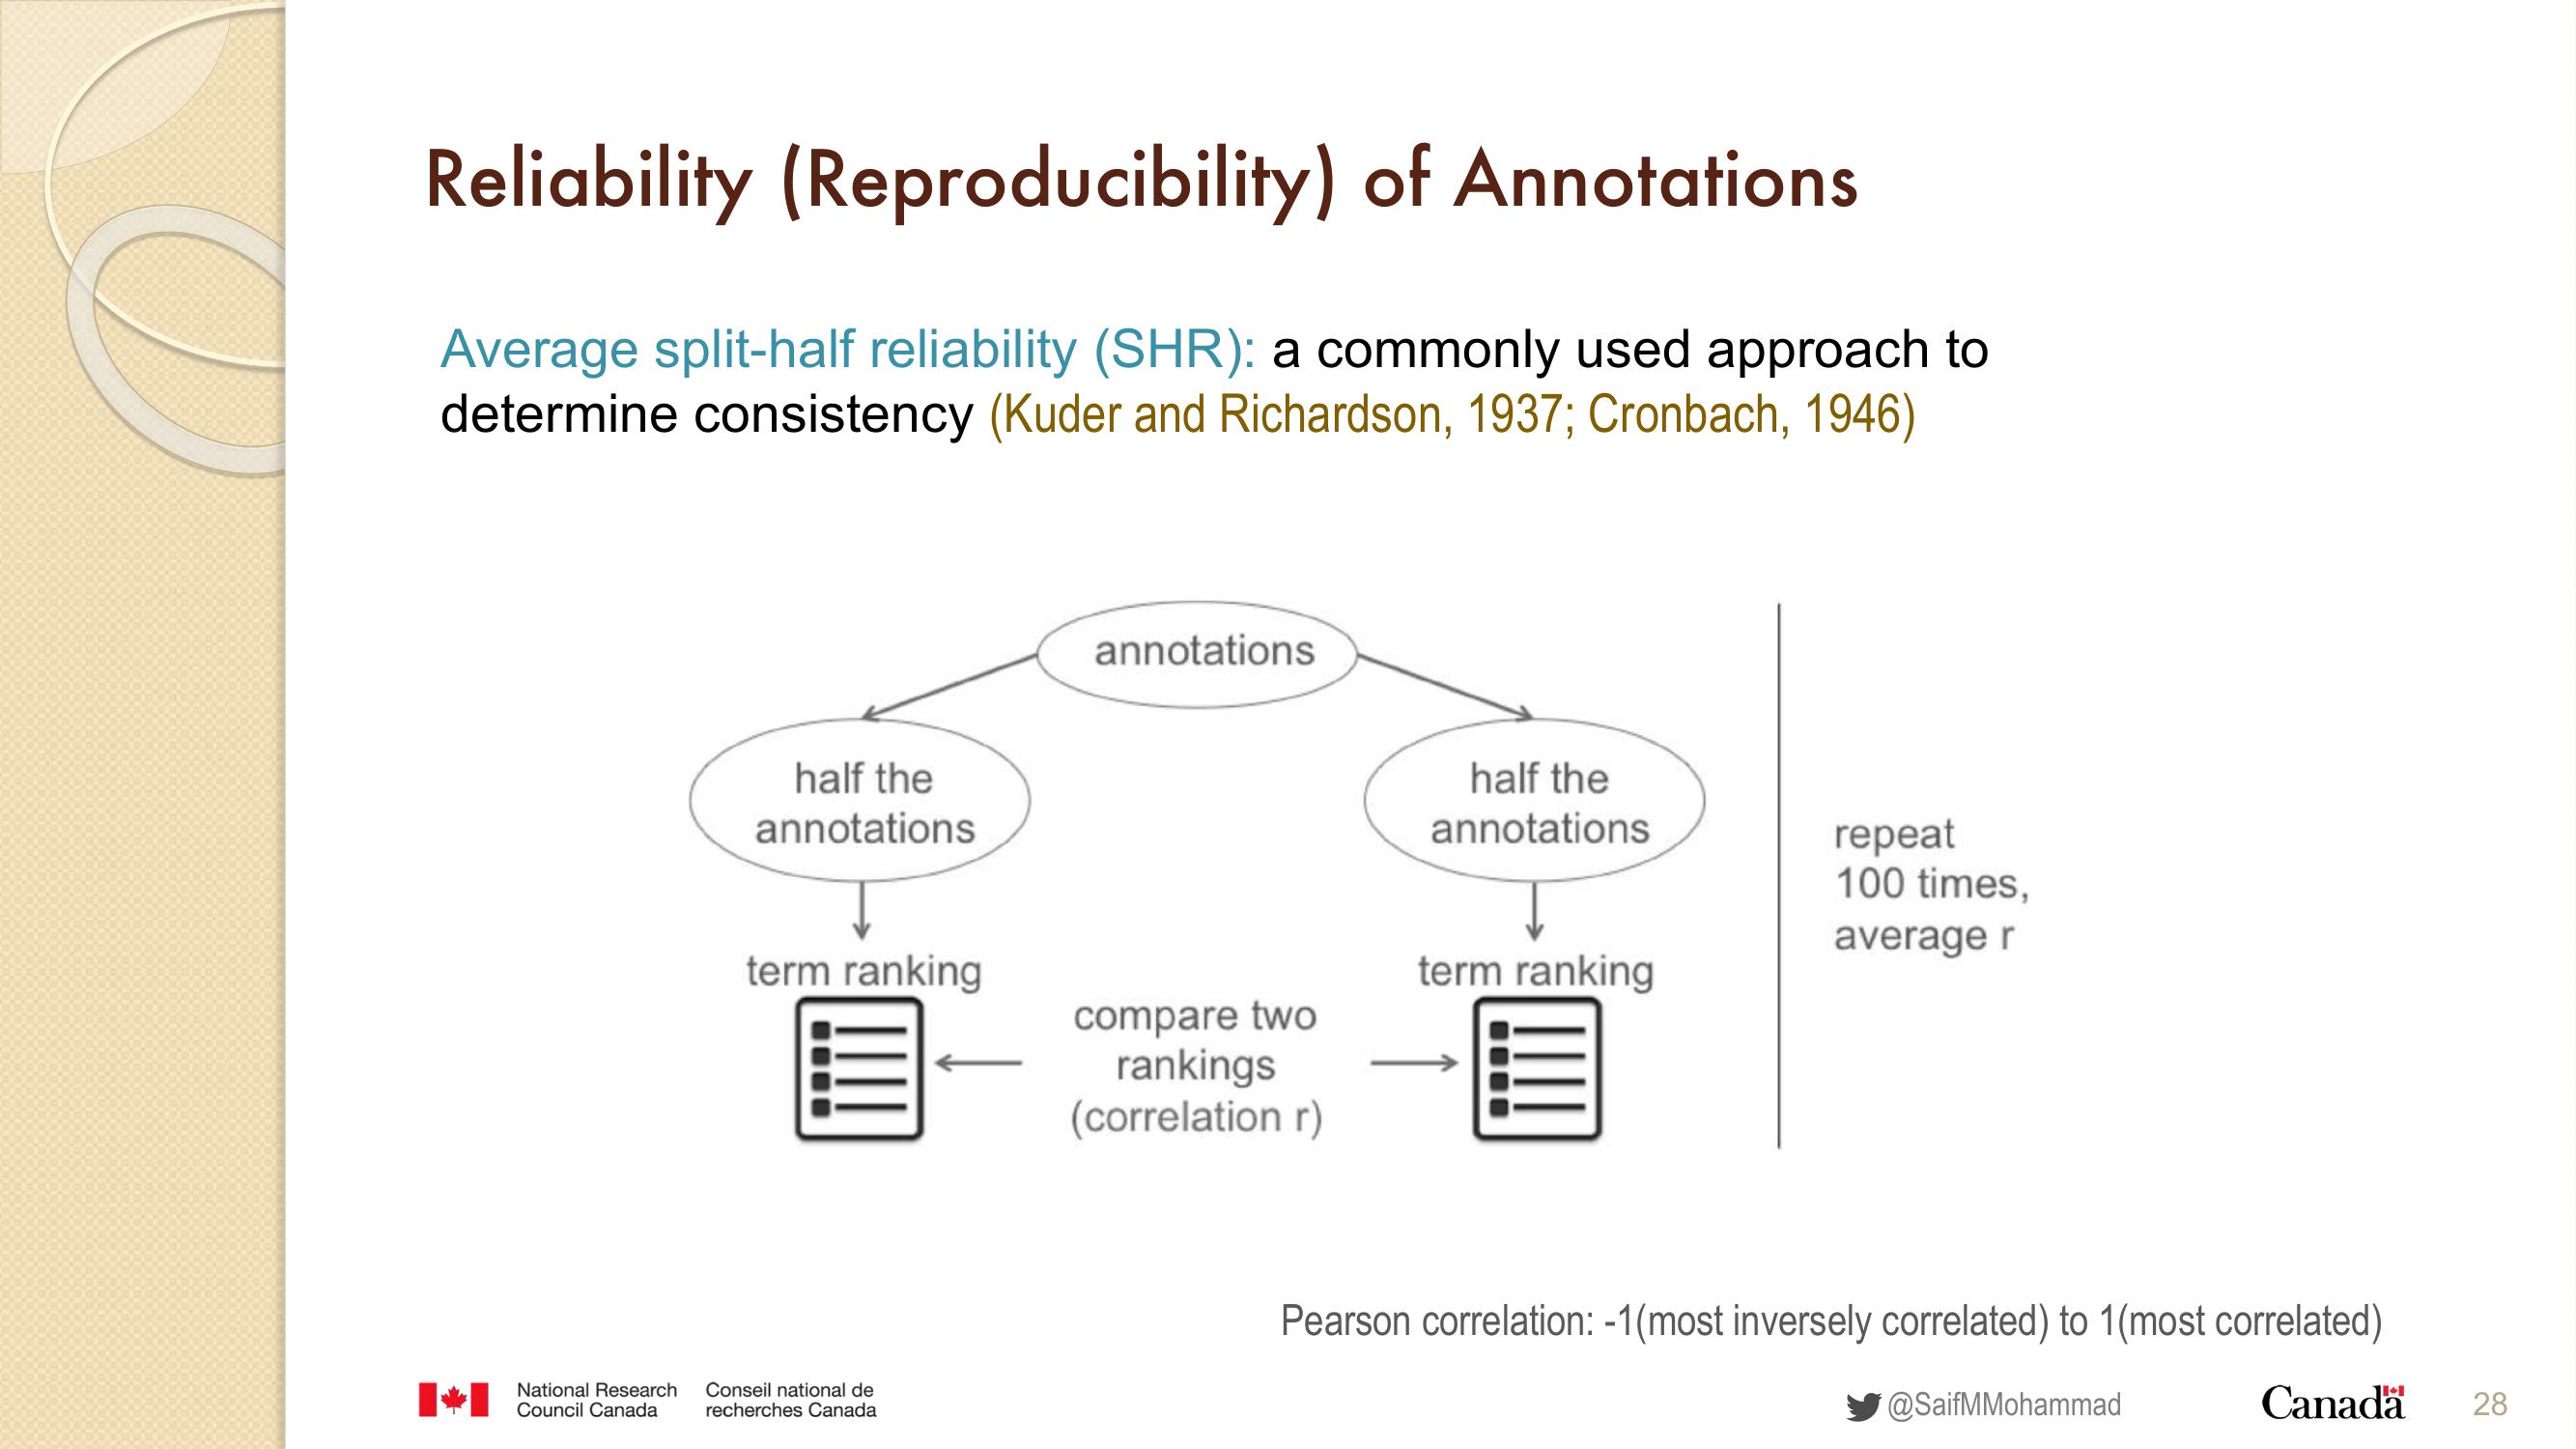 Reliability (Reproducibility) of Annotations
Average split-half reliability (SHR): a commonly used approach to
determine consistency (Kuder and Richardson, 1937; Cronbach, 1946)
annotations
half the
annotations
half the
annotations
term ranking
term ranking
compare two
rankings
(correlation r)
repeat
100 times,
average r
Pearson correlation: -1(most inversely correlated) to 1(most correlated)
National Research
Council Canada
Conseil national de
recherches Canada
@SaifMMohammad
Canada
28